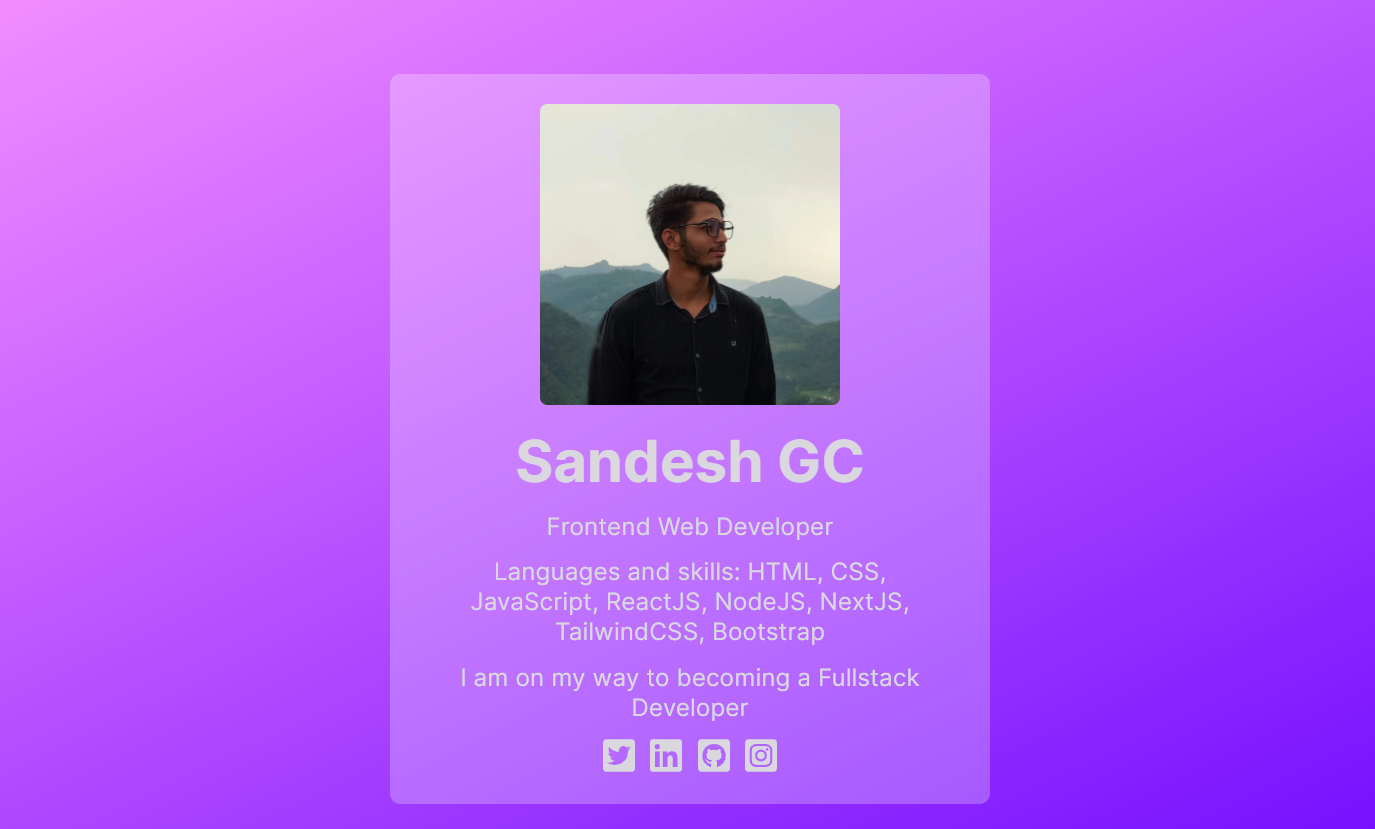 Sandesh GC
Frontend Web Developer
Languages and skills: HTML, CSS,
JavaScript, ReactJS, NodeJS, NextJS,
TailwindCSS, Bootstrap
I am on my way to becoming a Fullstack
Developer